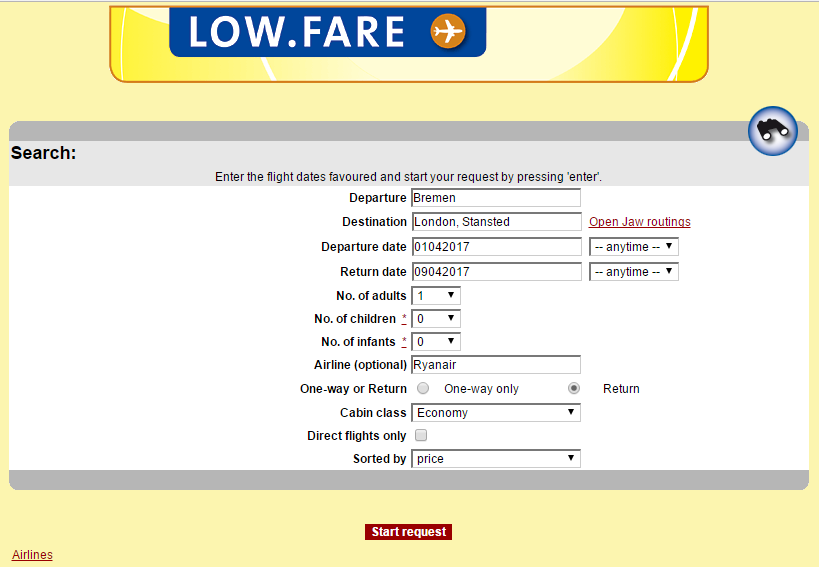 LOW.FARE
Search:
Enter the flight dates favoured and start your request by pressing 'enter'.
Departure Bremen
Destination London, Stansted Open Jaw routings
Departure date 01042017 -- anytime --
Return date 09042017 -- anytime --
No. of adults 1
No. of children * 0
No. of infants * 0
Airline (optional) Ryanair
One-way or Return One-way only Return
Cabin class Economy
Direct flights only
Sorted by price
Start request
Airlines